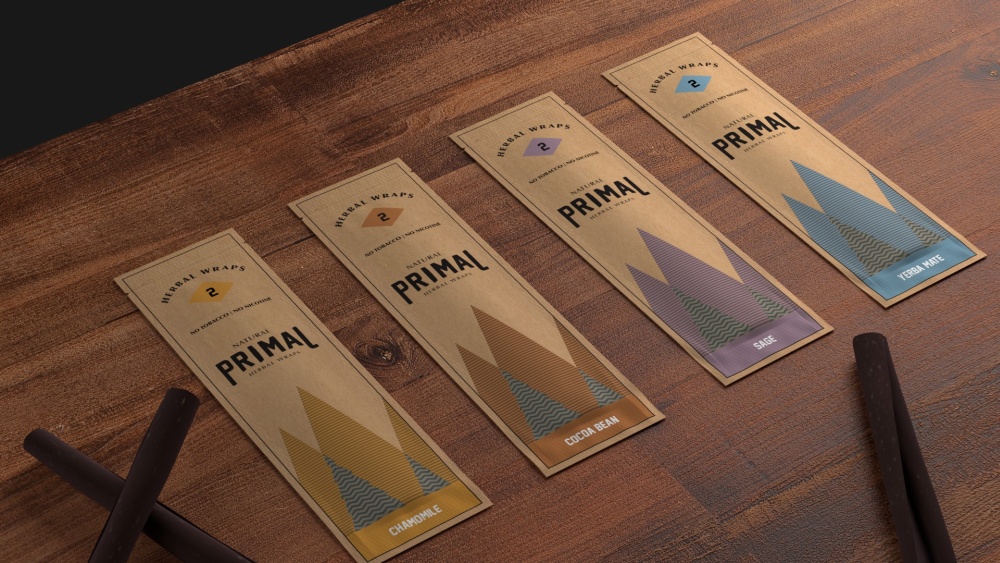 HERBAL WRAPS
2
NO TOBACCO | NO NICOTINE
NATURAL
PRIMAL
HERBAL WRAPS
CHAMOMILE
HERBAL WRAPS
2
NO TOBACCO | NO NICOTINE
NATURAL
PRIMAL
HERBAL WRAPS
COCOA BEAN
HERBAL WRAPS
2
NO TOBACCO | NO NICOTINE
NATURAL
PRIMAL
HERBAL WRAPS
SAGE
HERBAL WRAPS
2
NO TOBACCO | NO NICOTINE
NATURAL
PRIMAL
HERBAL WRAPS
YERBA MATE